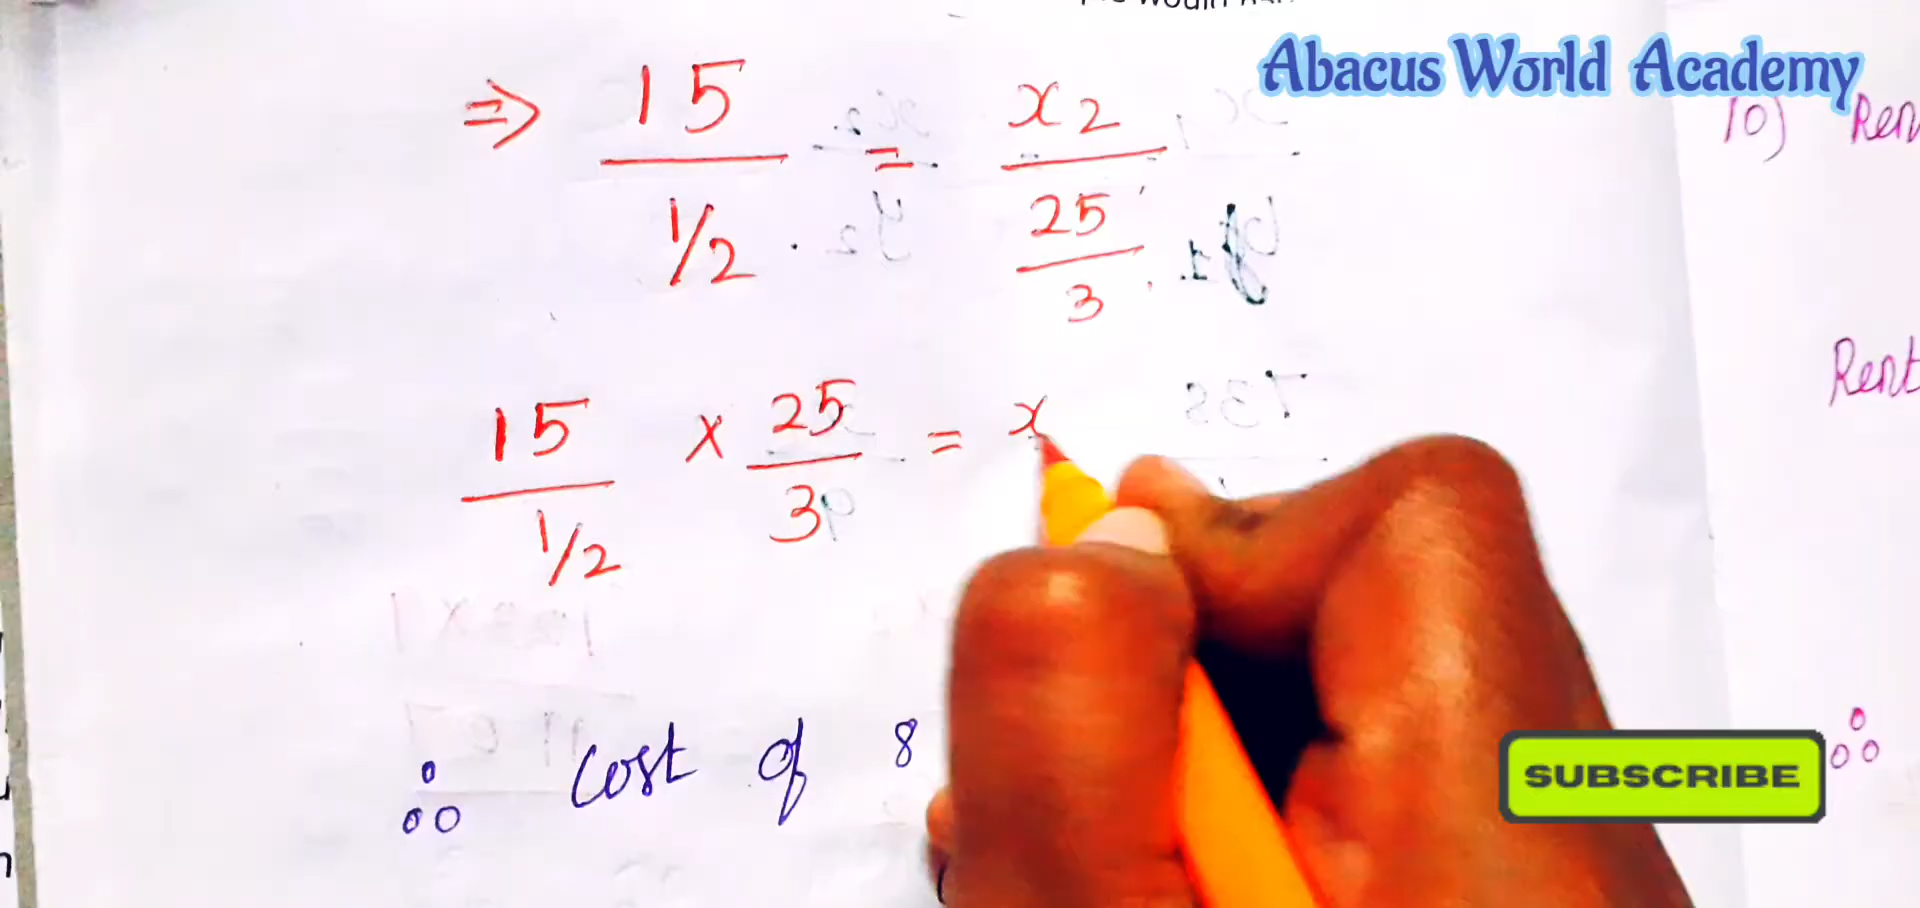 Abacus World Academy
⇒ 15 / 1/2 = x2 / 25/3
10) Ren
15 / 1/2 × 25/3 = x
Rent
∴ Cost of 8
SUBSCRIBE